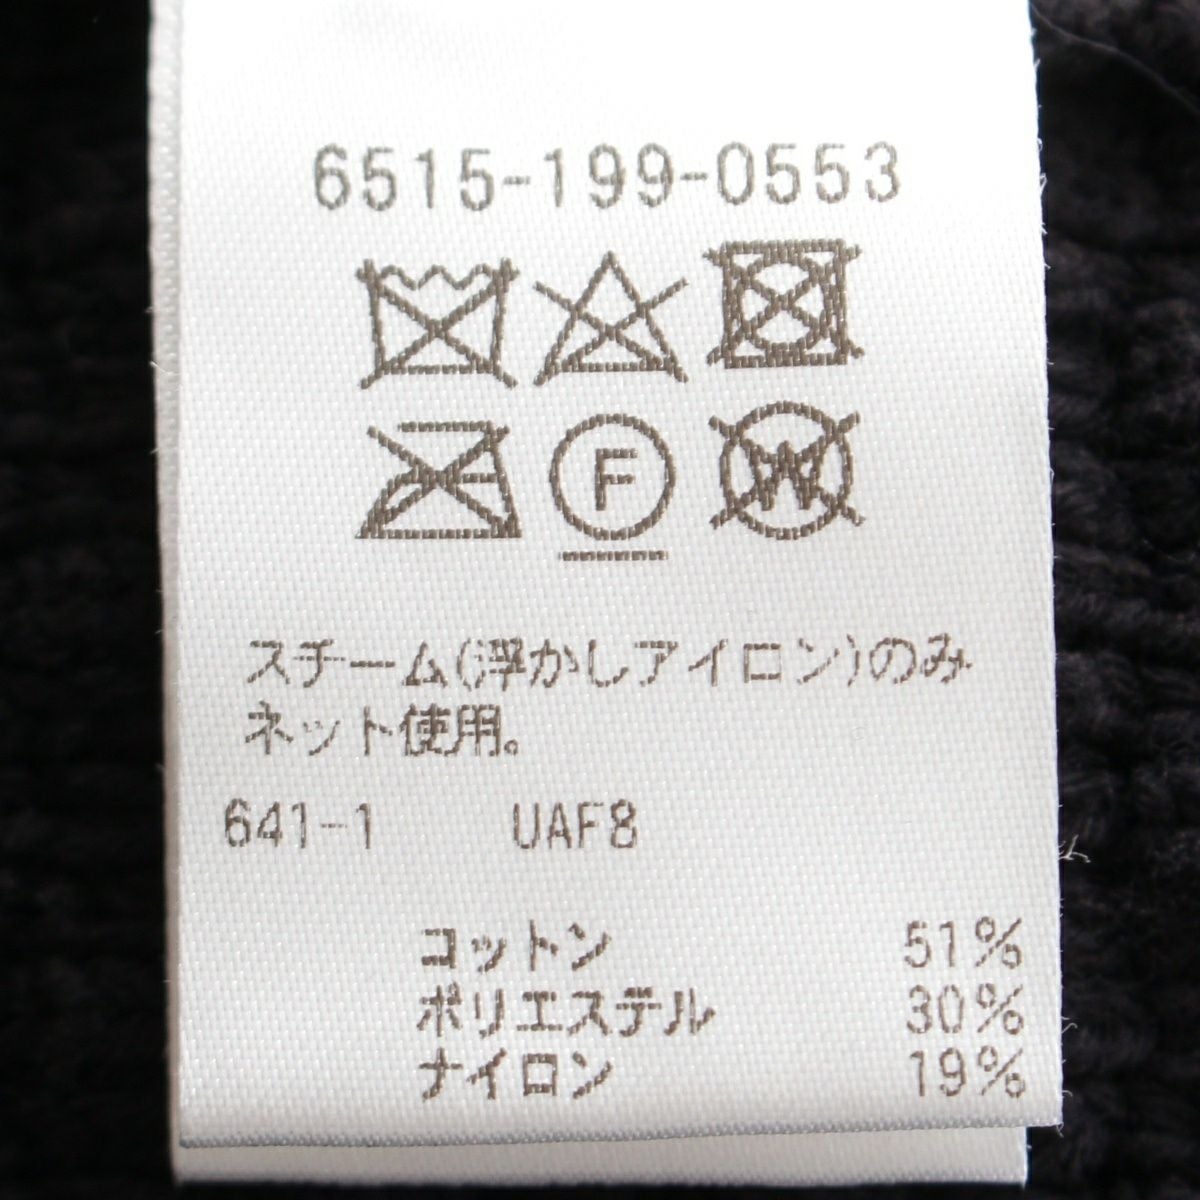 6515-199-0553
F
W
スチーム(浮かしアイロン)のみ
ネット使用。
641-1 UAF8
コットン 51%
ポリエステル 30%
ナイロン 19%